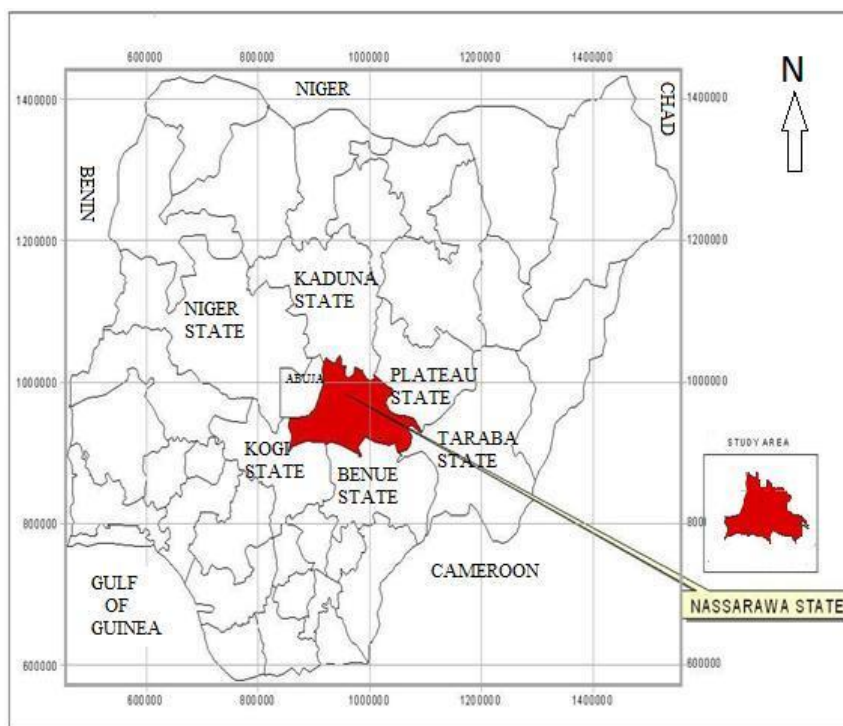 600000 800000 1000000 1200000 1400000
NIGER
N
1400000
1400000
CHAD
BENIN
1200000
1200000
KADUNA
STATE
NIGER
STATE
1000000
ABUJA
PLATEAU
STATE
1000000
KOGI
STATE
TARABA
STATE
STUDY AREA
BENUE
STATE
800000
8000
CAMEROON
GULF
OF
GUINEA
NASSARAWA STATE
600000
600000
600000 800000 1000000 1200000 1400000